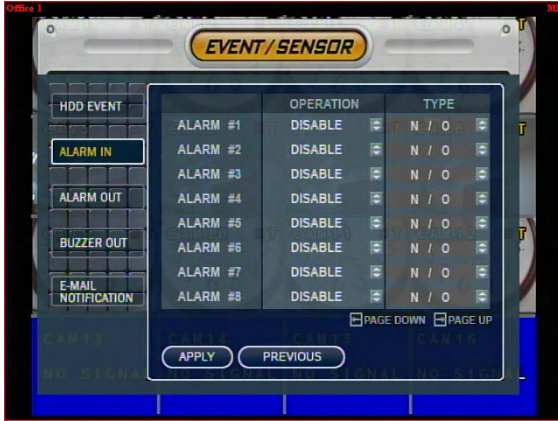 Office 1
EVENT / SENSOR
HDD EVENT
ALARM IN
ALARM OUT
BUZZER OUT
E-MAIL
NOTIFICATION
OPERATION TYPE
ALARM #1 DISABLE N / O
ALARM #2 DISABLE N / O
ALARM #3 DISABLE N / O
ALARM #4 DISABLE N / O
ALARM #5 DISABLE N / O
ALARM #6 DISABLE N / O
ALARM #7 DISABLE N / O
ALARM #8 DISABLE N / O
PAGE DOWN PAGE UP
APPLY PREVIOUS
CAM13 CAM14 CAM15 CAM16
NO SIGNAL NO SIGNAL NO SIGNAL NO SIGNAL